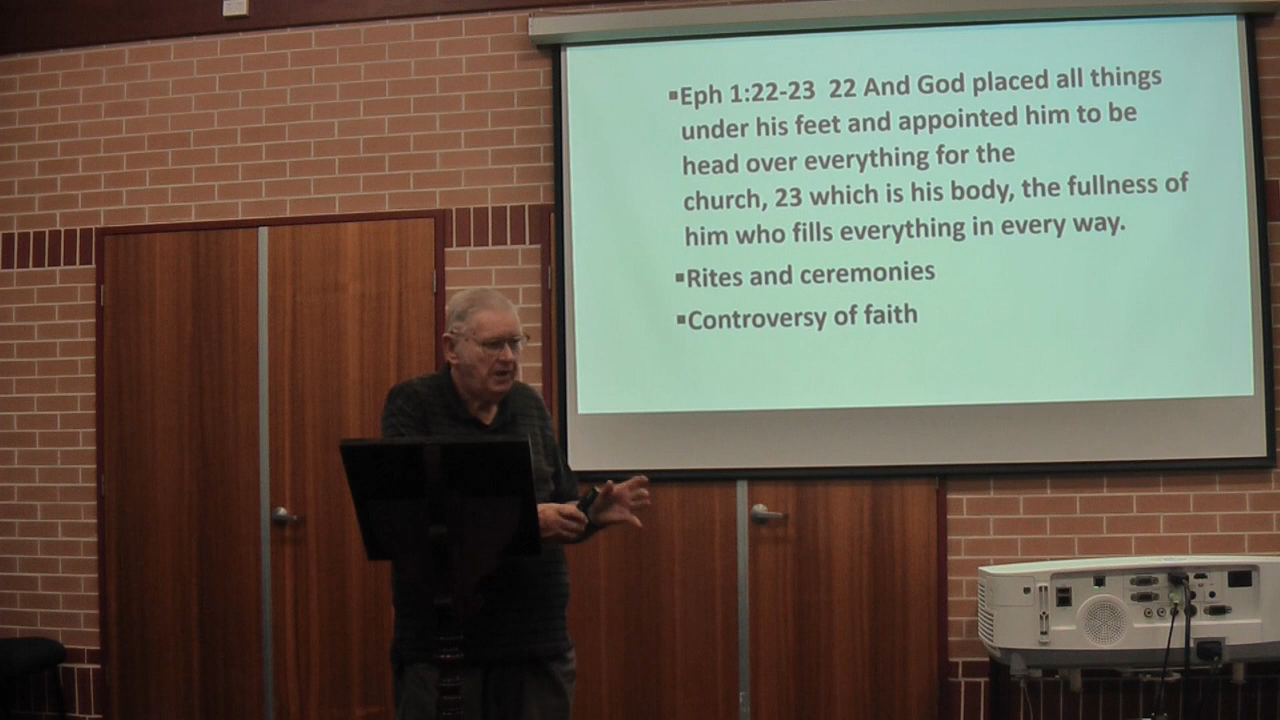 ▪Eph 1:22-23  22 And God placed all things
under his feet and appointed him to be
head over everything for the
church, 23 which is his body, the fullness of
him who fills everything in every way.
▪Rites and ceremonies
▪Controversy of faith